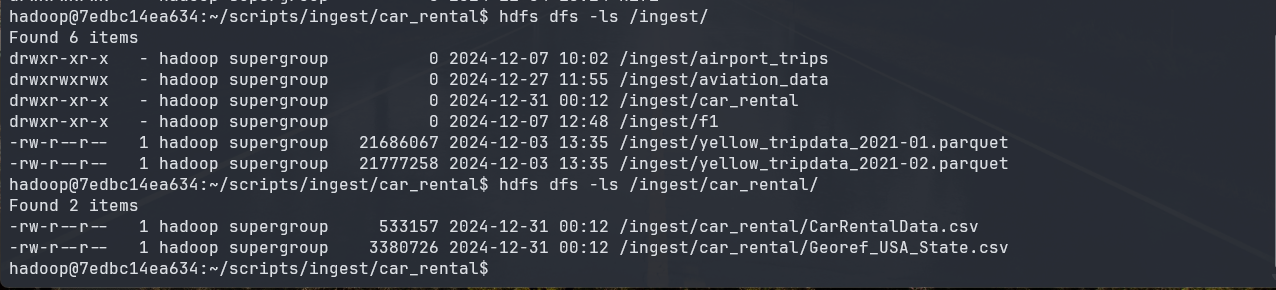 hadoop@7edbc14ea634:~/scripts/ingest/car_rental$ hdfs dfs -ls /ingest/
Found 6 items
drwxr-xr-x   - hadoop supergroup          0 2024-12-07 10:02 /ingest/airport_trips
drwxrwxrwx   - hadoop supergroup          0 2024-12-27 11:55 /ingest/aviation_data
drwxr-xr-x   - hadoop supergroup          0 2024-12-31 00:12 /ingest/car_rental
drwxr-xr-x   - hadoop supergroup          0 2024-12-07 12:48 /ingest/f1
-rw-r--r--   1 hadoop supergroup   21686067 2024-12-03 13:35 /ingest/yellow_tripdata_2021-01.parquet
-rw-r--r--   1 hadoop supergroup   21777258 2024-12-03 13:35 /ingest/yellow_tripdata_2021-02.parquet
hadoop@7edbc14ea634:~/scripts/ingest/car_rental$ hdfs dfs -ls /ingest/car_rental/
Found 2 items
-rw-r--r--   1 hadoop supergroup     533157 2024-12-31 00:12 /ingest/car_rental/CarRentalData.csv
-rw-r--r--   1 hadoop supergroup    3380726 2024-12-31 00:12 /ingest/car_rental/Georef_USA_State.csv
hadoop@7edbc14ea634:~/scripts/ingest/car_rental$